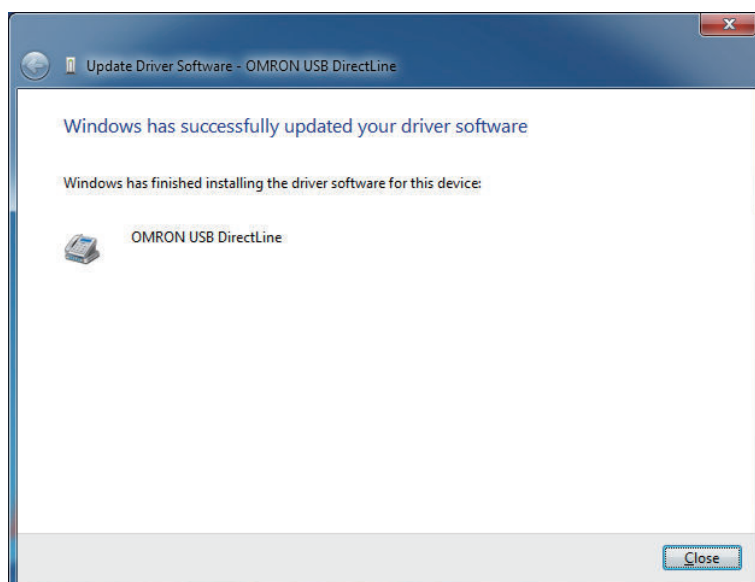 Update Driver Software - OMRON USB DirectLine
Windows has successfully updated your driver software
Windows has finished installing the driver software for this device:
OMRON USB DirectLine
Close